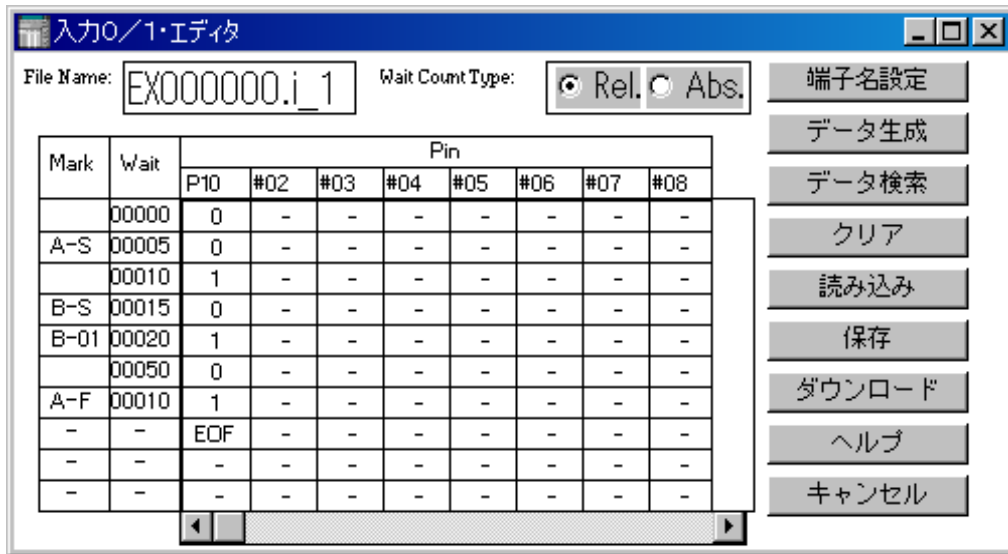 入力0／1・エディタ
File Name: EX000000.i_1 Wait Count Type: Rel. Abs. 端子名設定
データ生成
Mark Wait Pin
P10 #02 #03 #04 #05 #06 #07 #08 データ検索
00000 0 - - - - - - -
A-S 00005 0 - - - - - - - クリア
00010 1 - - - - - - - 読み込み
B-S 00015 0 - - - - - - -
B-01 00020 1 - - - - - - - 保存
00050 0 - - - - - - - ダウンロード
A-F 00010 1 - - - - - - -
- - EOF - - - - - - - ヘルプ
- - - - - - - - - -
- - - - - - - - - - キャンセル